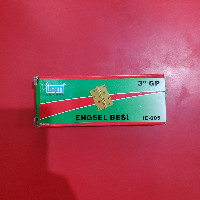 3" GP
ENGSEL BESI
IE-005